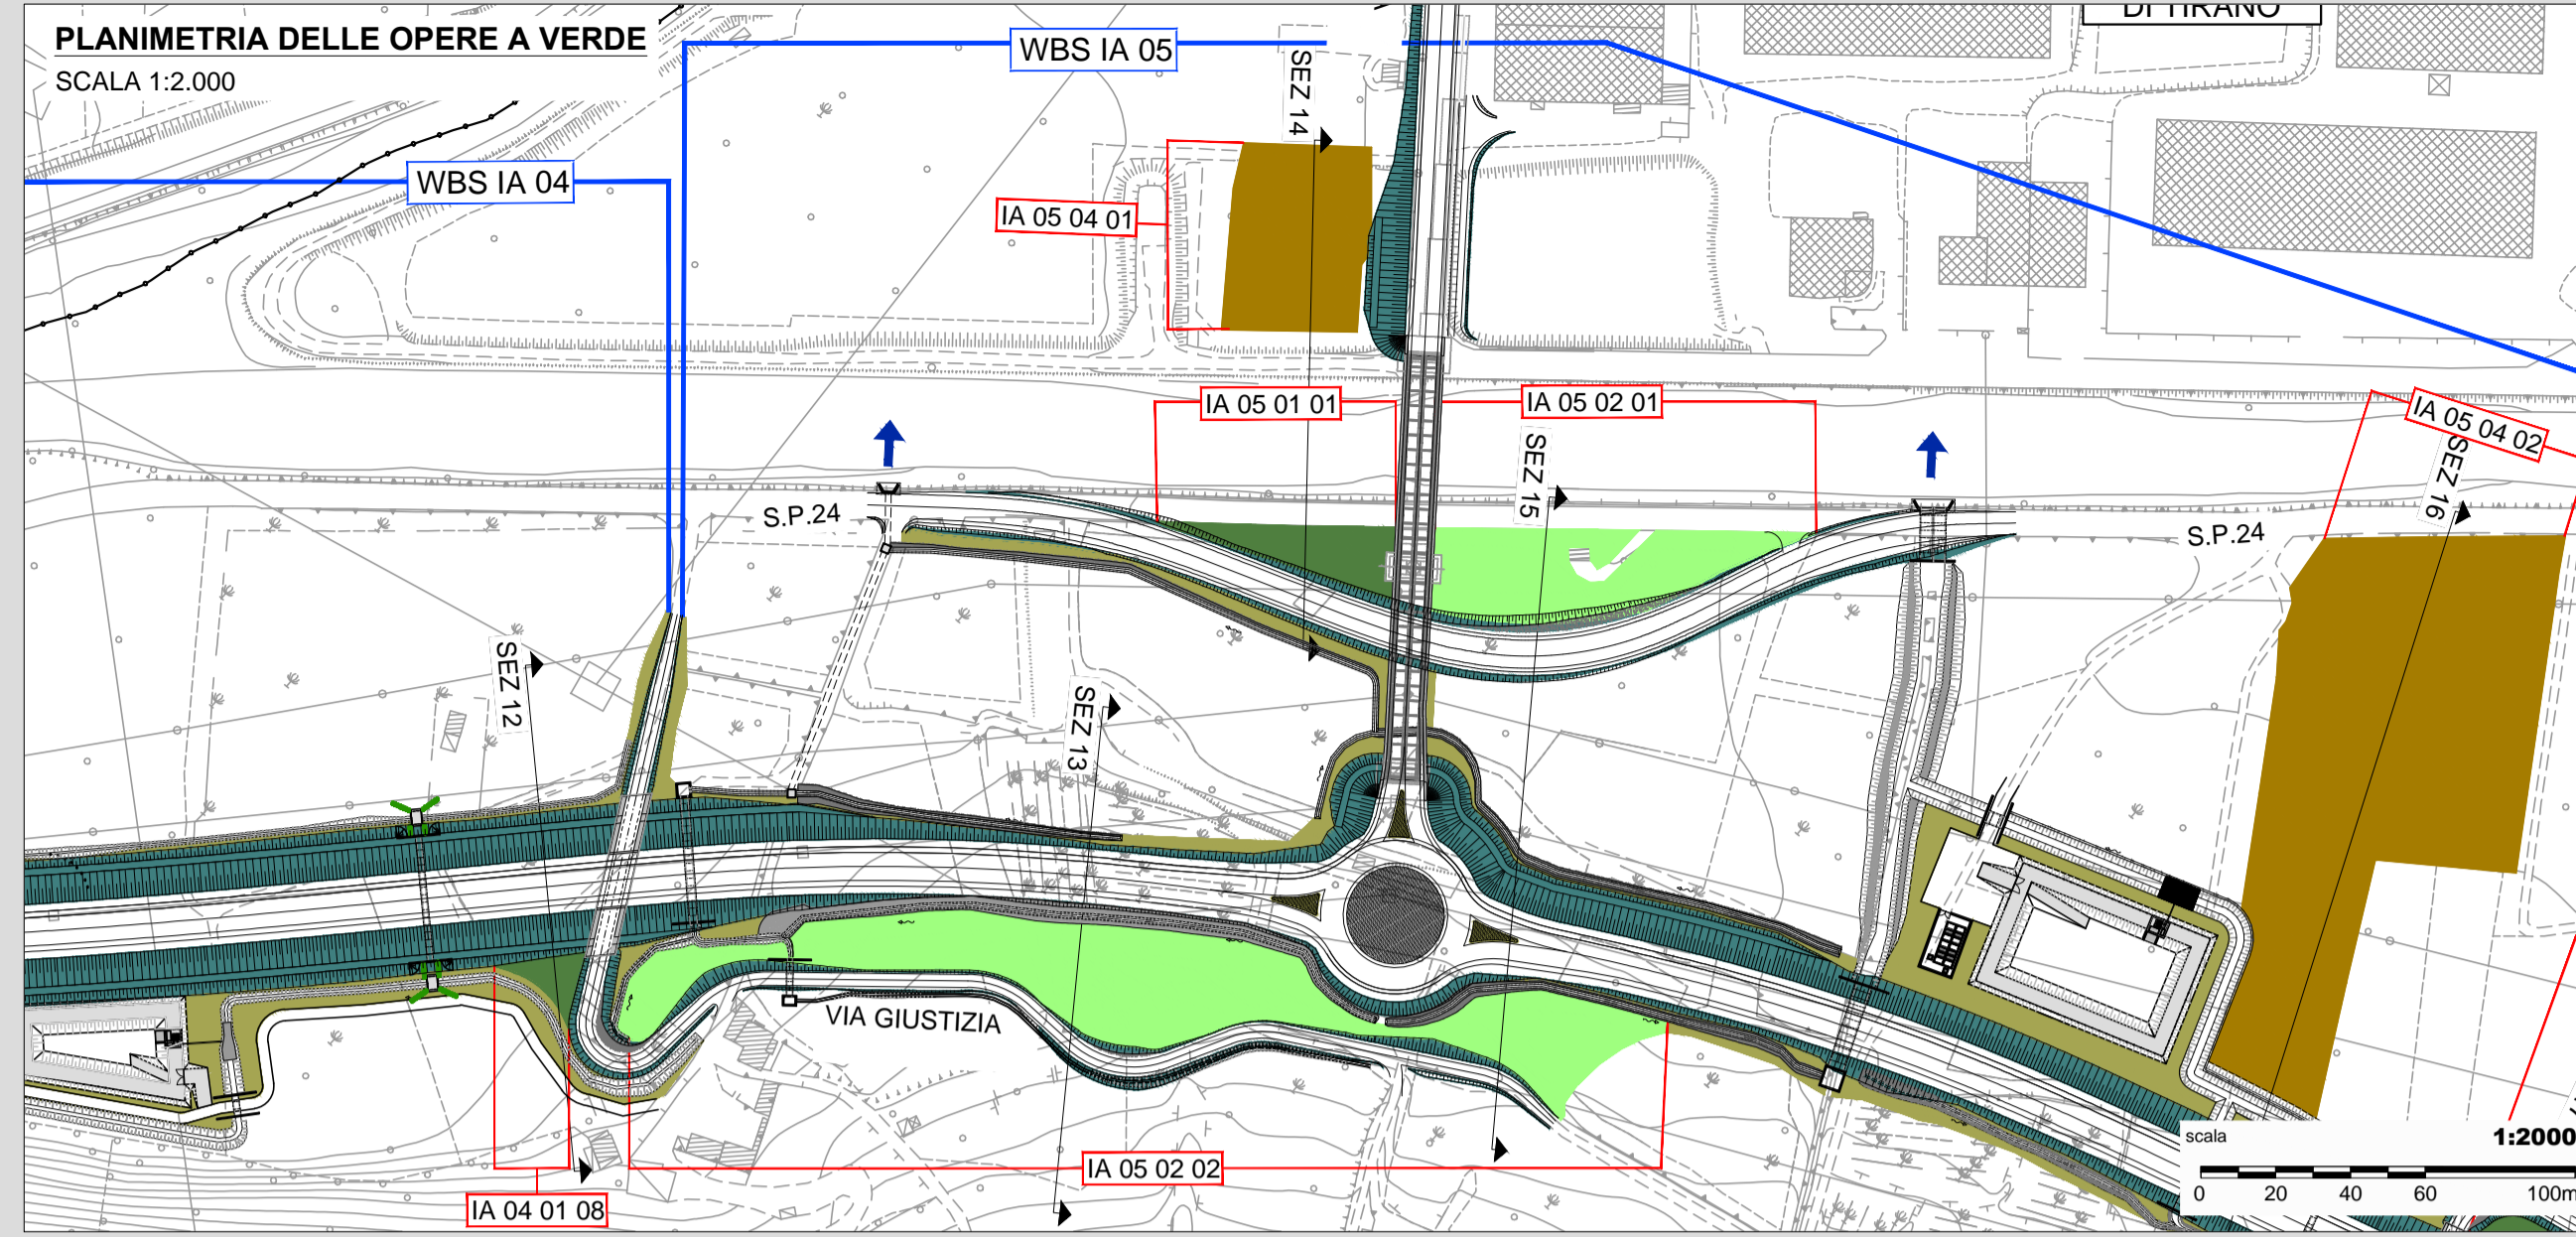 PLANIMETRIA DELLE OPERE A VERDE
SCALA 1:2.000
WBS IA 05
DI TIRANO
SEZ 14
WBS IA 04
IA 05 04 01
IA 05 01 01
IA 05 02 01
IA 05 04 02
SEZ 15
SEZ 16
S.P.24
S.P.24
SEZ 12
SEZ 13
VIA GIUSTIZIA
IA 05 02 02
IA 04 01 08
scala 1:2000
0 20 40 60 100m